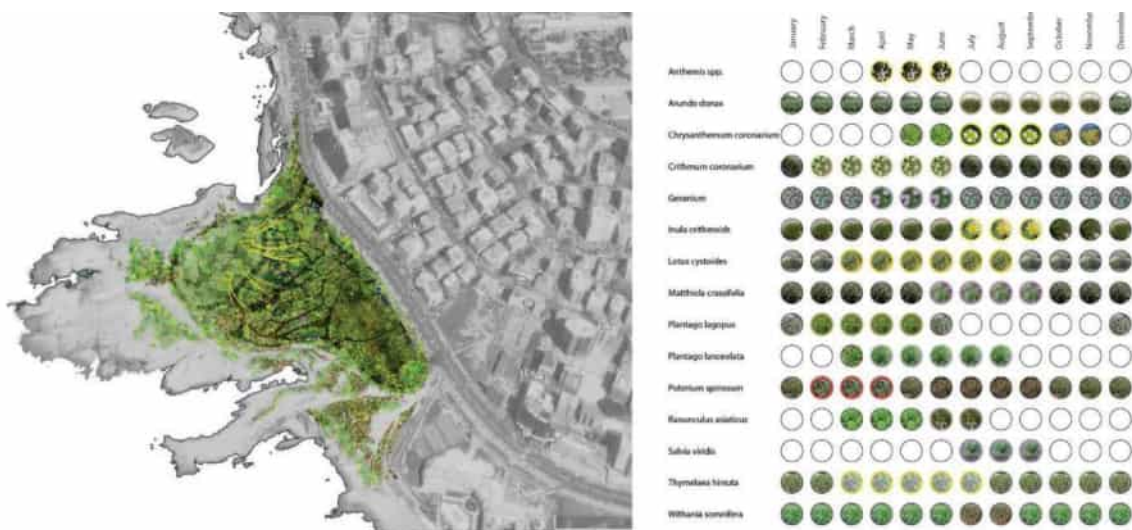 January February March April May June July August September October November December
Anthemis spp.
Arundo donax
Chrysanthemum coronarium
Crithmum coronarium
Geranium
Inula crithmoids
Lotus cystoides
Matthiola crassifolia
Plantago lagopus
Plantago lanceolata
Poterium spinosum
Ranunculus asiaticus
Salvia viridis
Thymelaea hirsuta
Withania somnifera